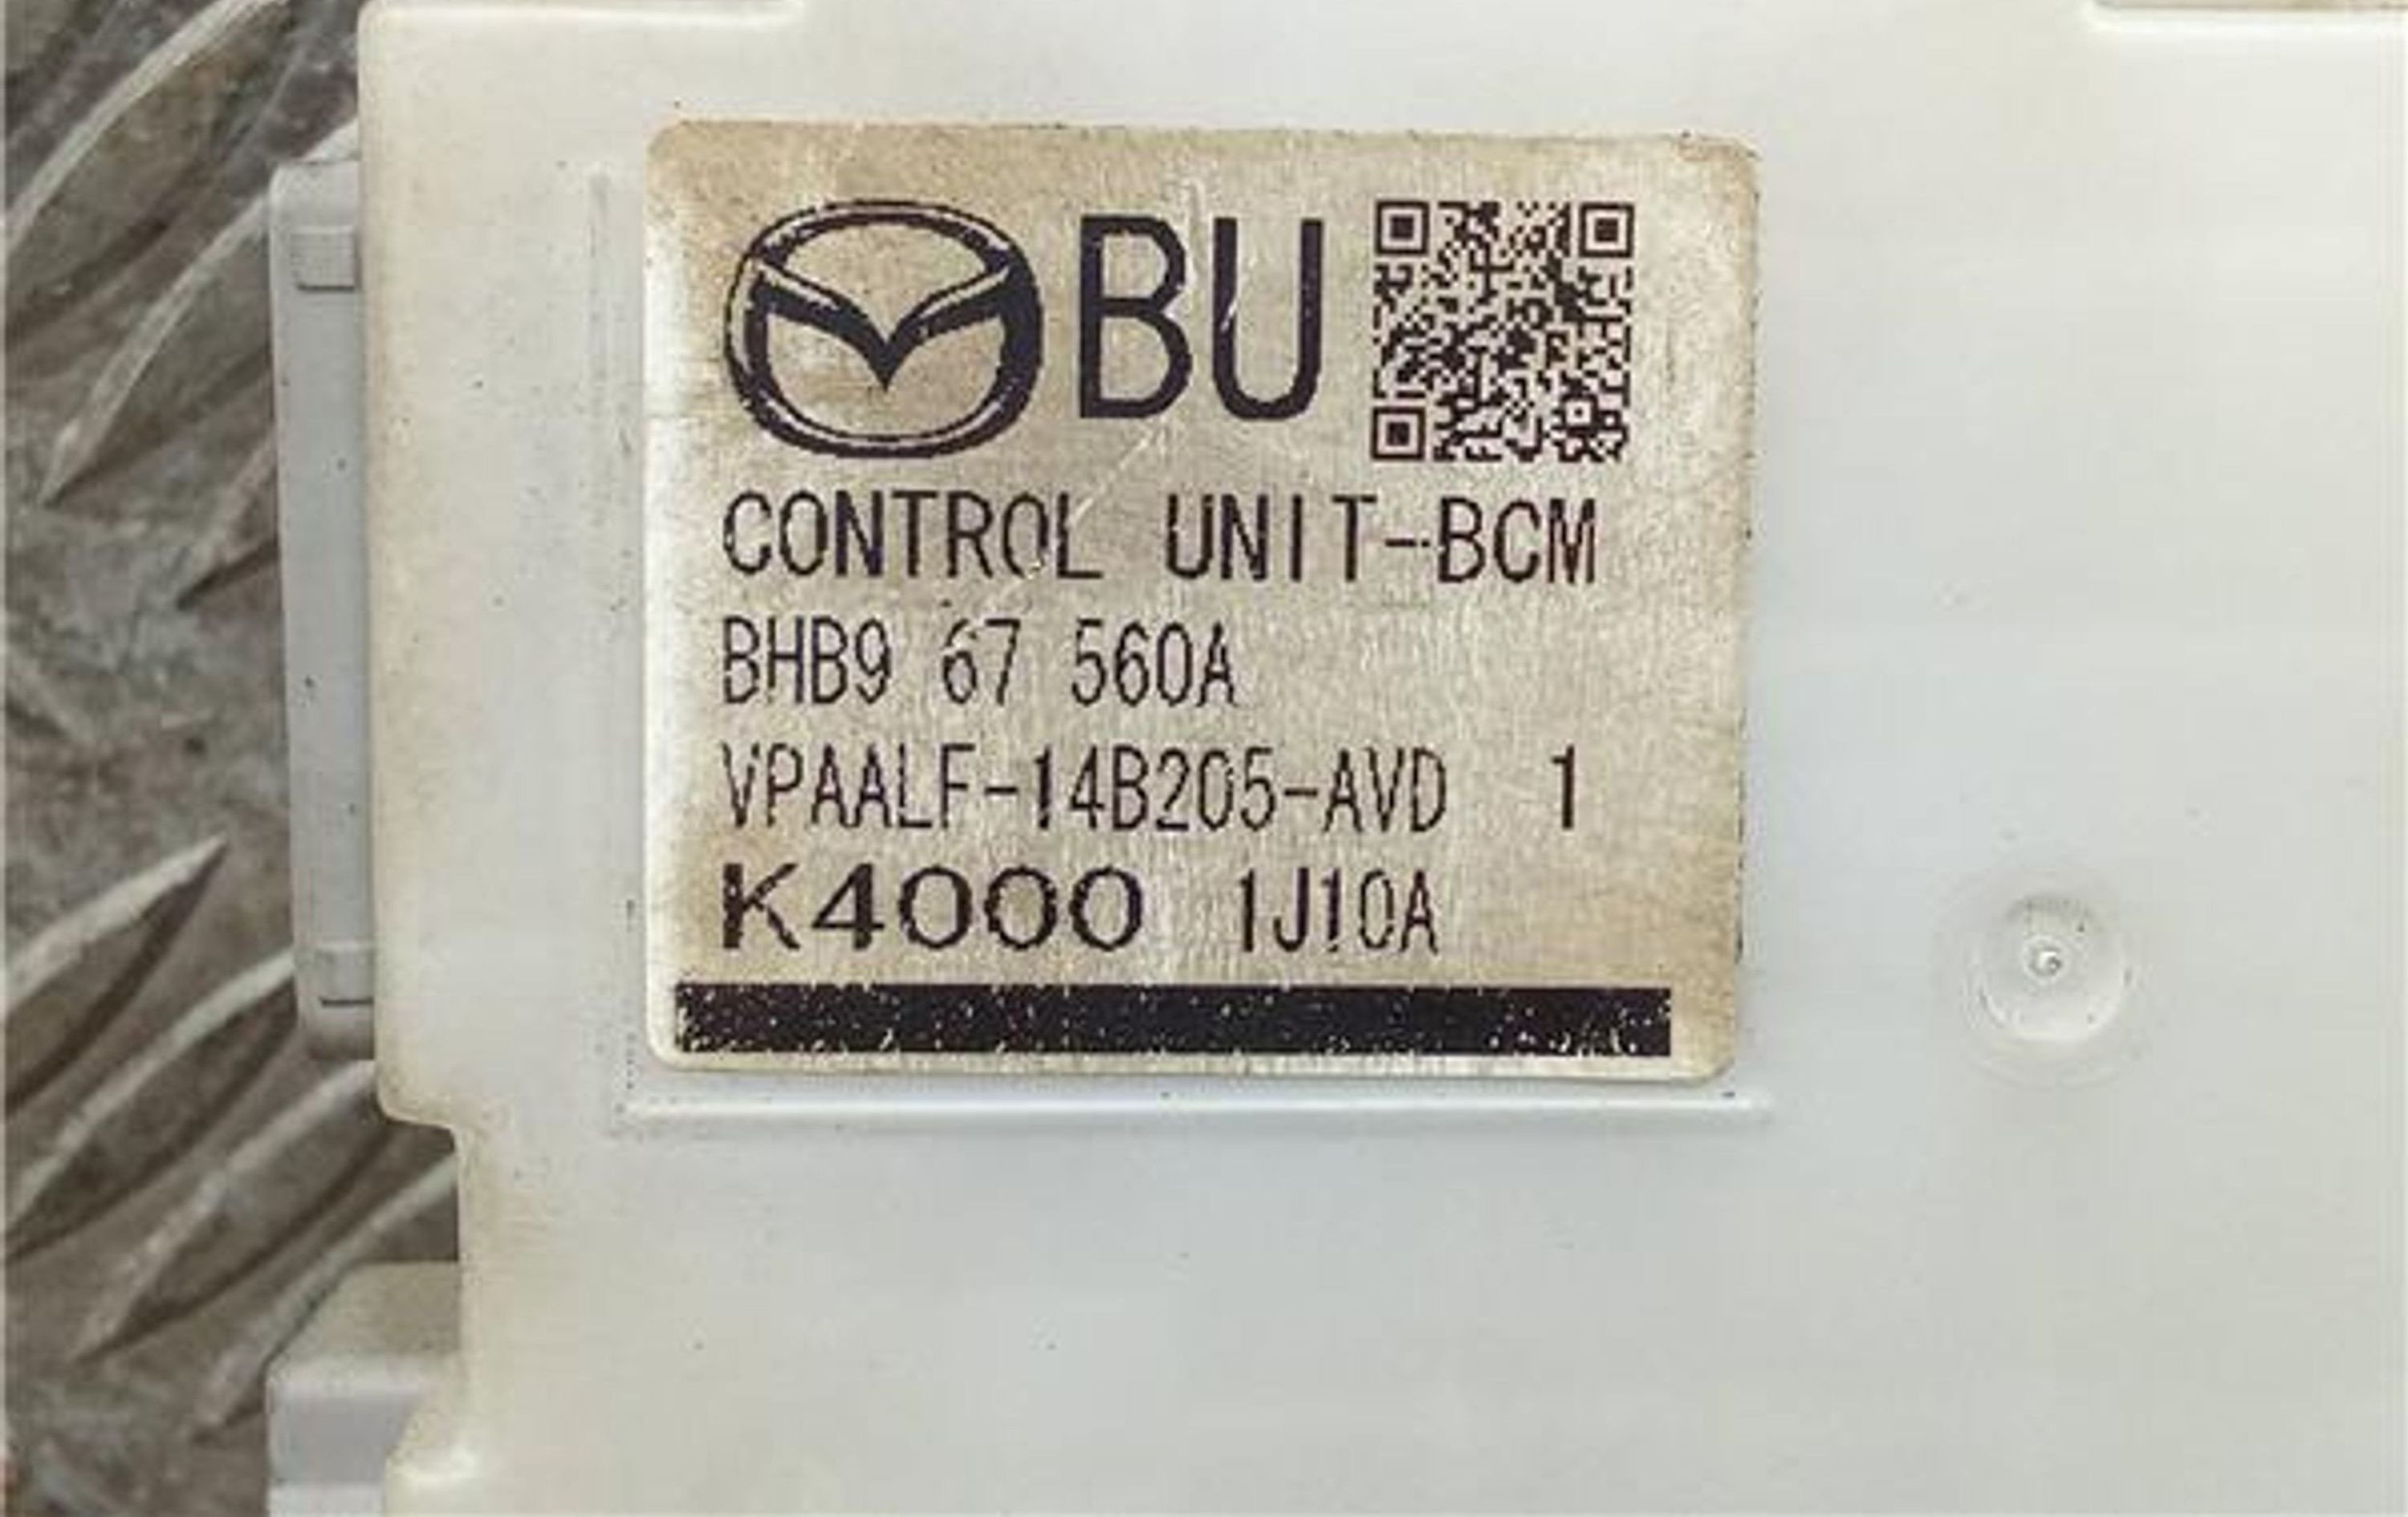 BU
CONTROL UNIT-BCM
BHB9 67 560A
VPAALF-14B205-AVD 1
K4000 1J10A